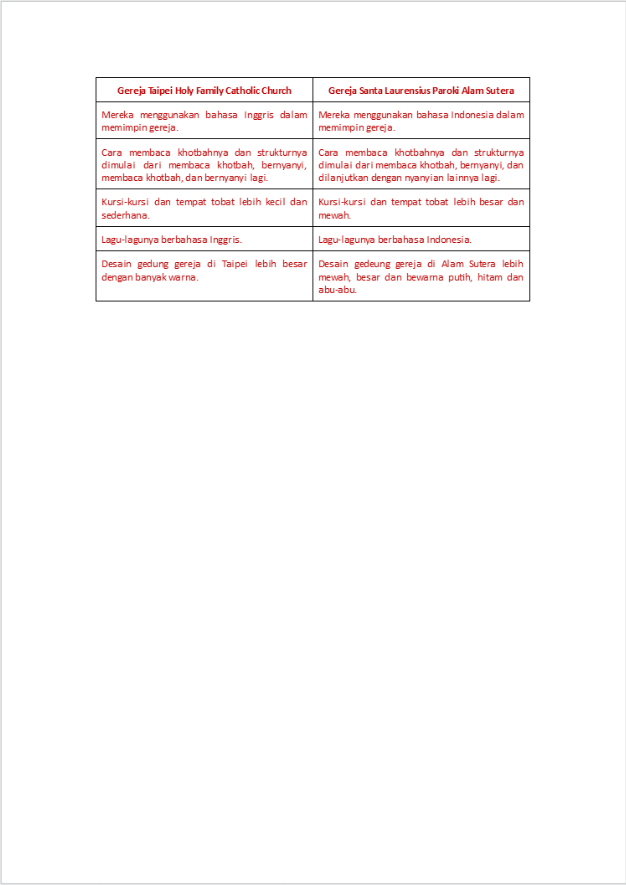 Gereja Taipei Holy Family Catholic Church
Gereja Santa Laurensius Paroki Alam Sutera
Mereka menggunakan bahasa Inggris dalam
memimpin gereja.
Mereka menggunakan bahasa Indonesia dalam
memimpin gereja.
Cara membaca khotbahnya dan strukturnya
dimulai dari membaca khotbah, bernyanyi,
membaca khotbah, dan bernyanyi lagi.
Cara membaca khotbahnya dan strukturnya
dimulai dari membaca khotbah, bernyanyi, dan
dilanjutkan dengan nyanyian lainnya lagi.
Kursi-kursi dan tempat tobat lebih kecil dan
sederhana.
Kursi-kursi dan tempat tobat lebih besar dan
mewah.
Lagu-lagunya berbahasa Inggris.
Lagu-lagunya berbahasa Indonesia.
Desain gedung gereja di Taipei lebih besar
dengan banyak warna.
Desain gedeung gereja di Alam Sutera lebih
mewah, besar dan bewarna putih, hitam dan
abu-abu.